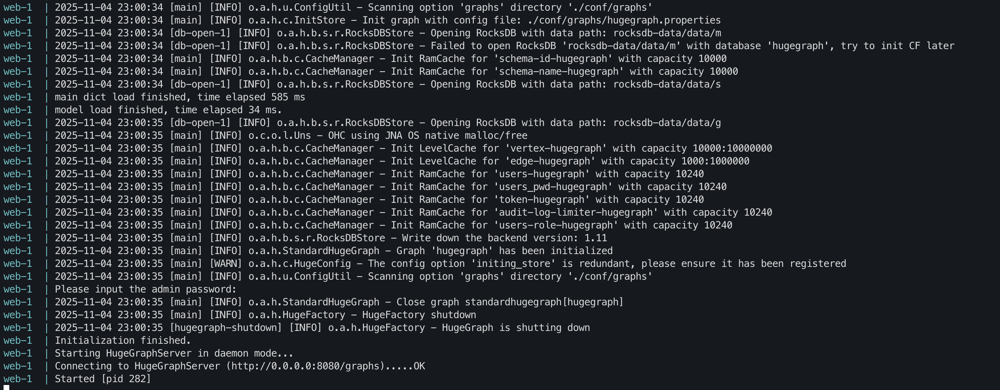 web-1  | 2025-11-04 23:00:34 [main] [INFO] o.a.h.u.ConfigUtil - Scanning option 'graphs' directory './conf/graphs'
web-1  | 2025-11-04 23:00:34 [main] [INFO] o.a.h.c.InitStore - Init graph with config file: ./conf/graphs/hugegraph.properties
web-1  | 2025-11-04 23:00:34 [db-open-1] [INFO] o.a.h.b.s.r.RocksDBStore - Opening RocksDB with data path: rocksdb-data/data/m
web-1  | 2025-11-04 23:00:34 [db-open-1] [INFO] o.a.h.b.s.r.RocksDBStore - Failed to open RocksDB 'rocksdb-data/data/m' with database 'hugegraph', try to init CF later
web-1  | 2025-11-04 23:00:34 [main] [INFO] o.a.h.b.c.CacheManager - Init RamCache for 'schema-id-hugegraph' with capacity 10000
web-1  | 2025-11-04 23:00:34 [main] [INFO] o.a.h.b.c.CacheManager - Init RamCache for 'schema-name-hugegraph' with capacity 10000
web-1  | 2025-11-04 23:00:34 [db-open-1] [INFO] o.a.h.b.s.r.RocksDBStore - Opening RocksDB with data path: rocksdb-data/data/s
web-1  | main dict load finished, time elapsed 585 ms
web-1  | model load finished, time elapsed 34 ms.
web-1  | 2025-11-04 23:00:35 [db-open-1] [INFO] o.a.h.b.s.r.RocksDBStore - Opening RocksDB with data path: rocksdb-data/data/g
web-1  | 2025-11-04 23:00:35 [main] [INFO] o.c.o.l.Uns - OHC using JNA OS native malloc/free
web-1  | 2025-11-04 23:00:35 [main] [INFO] o.a.h.b.c.CacheManager - Init LevelCache for 'vertex-hugegraph' with capacity 10000:10000000
web-1  | 2025-11-04 23:00:35 [main] [INFO] o.a.h.b.c.CacheManager - Init LevelCache for 'edge-hugegraph' with capacity 1000:1000000
web-1  | 2025-11-04 23:00:35 [main] [INFO] o.a.h.b.c.CacheManager - Init RamCache for 'users-hugegraph' with capacity 10240
web-1  | 2025-11-04 23:00:35 [main] [INFO] o.a.h.b.c.CacheManager - Init RamCache for 'users_pwd-hugegraph' with capacity 10240
web-1  | 2025-11-04 23:00:35 [main] [INFO] o.a.h.b.c.CacheManager - Init RamCache for 'token-hugegraph' with capacity 10240
web-1  | 2025-11-04 23:00:35 [main] [INFO] o.a.h.b.c.CacheManager - Init RamCache for 'audit-log-limiter-hugegraph' with capacity 10240
web-1  | 2025-11-04 23:00:35 [main] [INFO] o.a.h.b.c.CacheManager - Init RamCache for 'users-role-hugegraph' with capacity 10240
web-1  | 2025-11-04 23:00:35 [main] [INFO] o.a.h.b.s.r.RocksDBStore - Write down the backend version: 1.11
web-1  | 2025-11-04 23:00:35 [main] [INFO] o.a.h.StandardHugeGraph - Graph 'hugegraph' has been initialized
web-1  | 2025-11-04 23:00:35 [main] [WARN] o.a.h.c.HugeConfig - The config option 'initing_store' is redundant, please ensure it has been registered
web-1  | 2025-11-04 23:00:35 [main] [INFO] o.a.h.u.ConfigUtil - Scanning option 'graphs' directory './conf/graphs'
web-1  | Please input the admin password:
web-1  | 2025-11-04 23:00:35 [main] [INFO] o.a.h.StandardHugeGraph - Close graph standardhugegraph[hugegraph]
web-1  | 2025-11-04 23:00:35 [main] [INFO] o.a.h.HugeFactory - HugeFactory shutdown
web-1  | 2025-11-04 23:00:35 [hugegraph-shutdown] [INFO] o.a.h.HugeFactory - HugeGraph is shutting down
web-1  | Initialization finished.
web-1  | Starting HugeGraphServer in daemon mode...
web-1  | Connecting to HugeGraphServer (http://0.0.0.0:8080/graphs).....OK
web-1  | Started [pid 282]